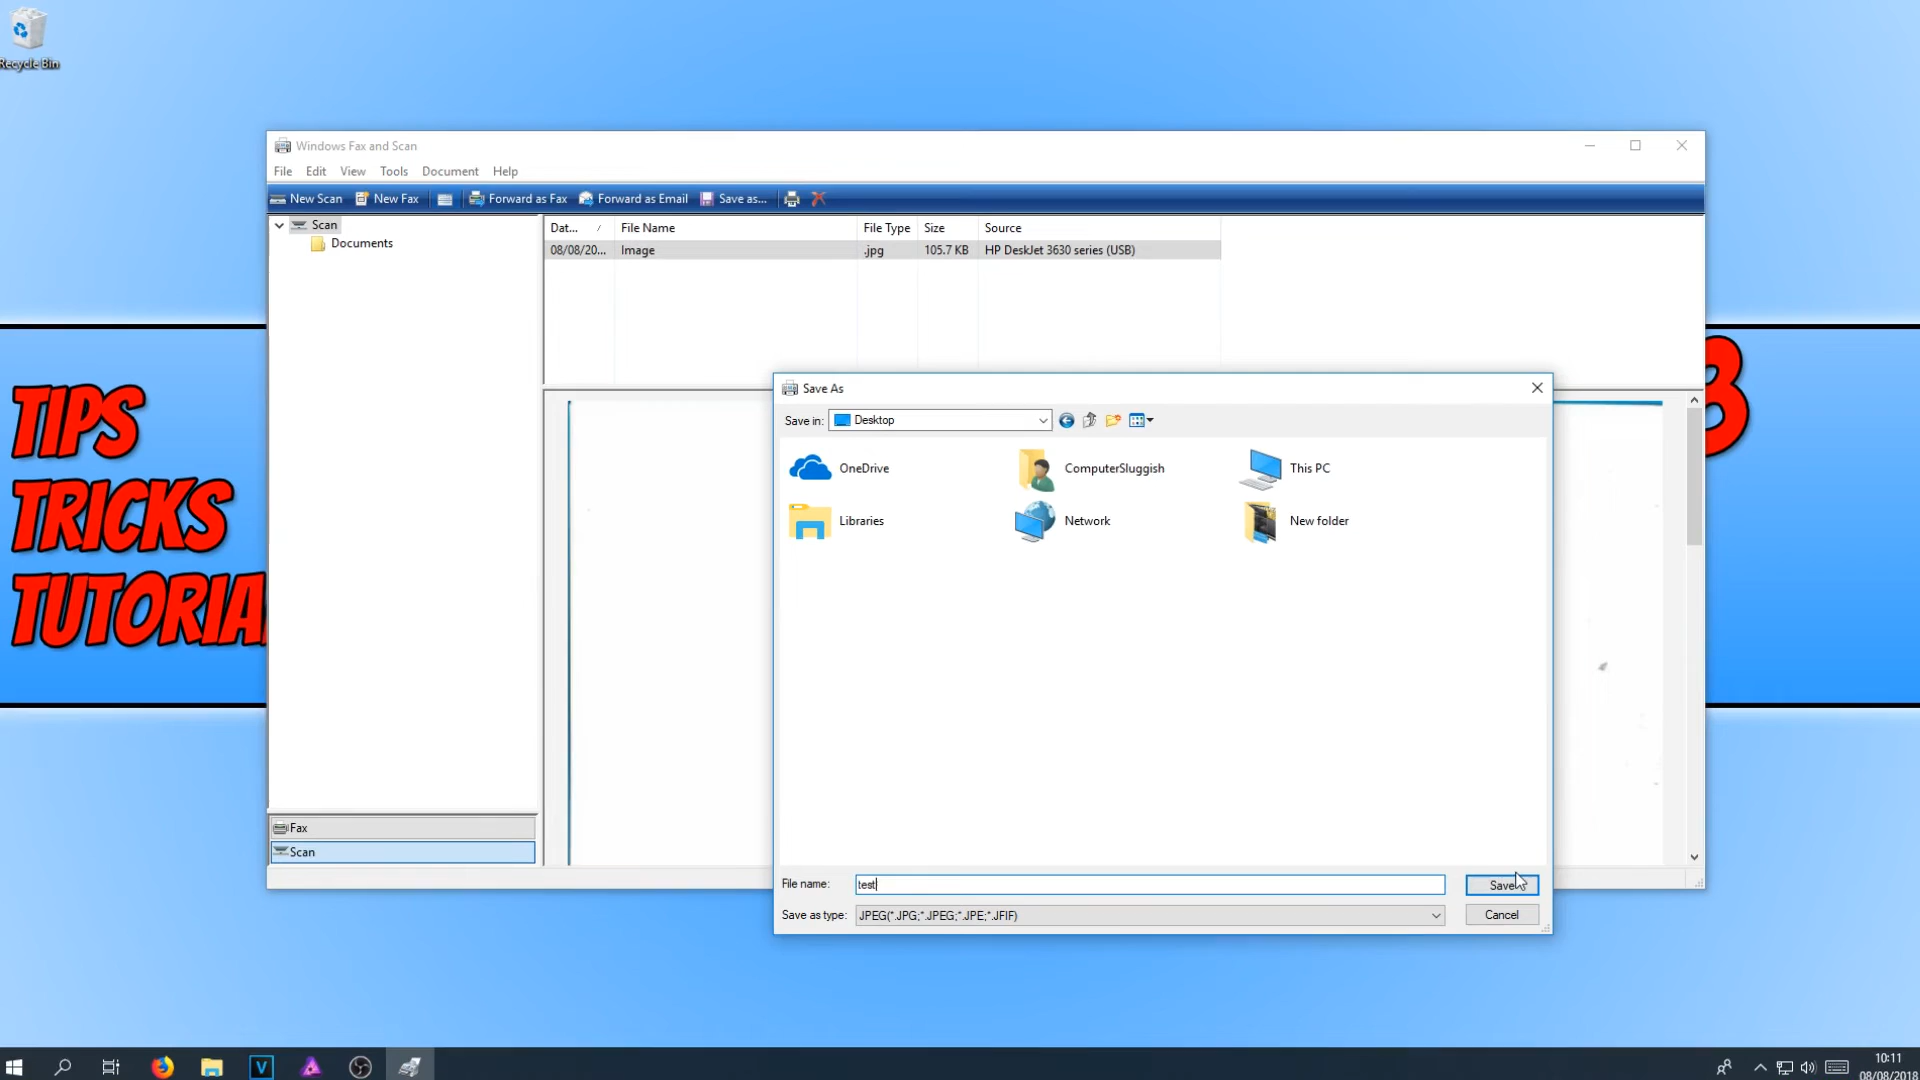 Recycle Bin
Windows Fax and Scan
File Edit View Tools Document Help
New Scan New Fax Forward as Fax Forward as Email Save as...
Scan
Documents
Dat... File Name File Type Size Source
08/08/20... Image .jpg 105.7 KB HP DeskJet 3630 series (USB)
TIPS
TRICKS
Save As
Save in: Desktop
OneDrive ComputerSluggish This PC
Libraries Network New folder
Fax
Scan
File name: test Save
Save as type: JPEG(*.JPG;*.JPEG;*.JPE;*.JFIF) Cancel
V
10:11
08/08/2018